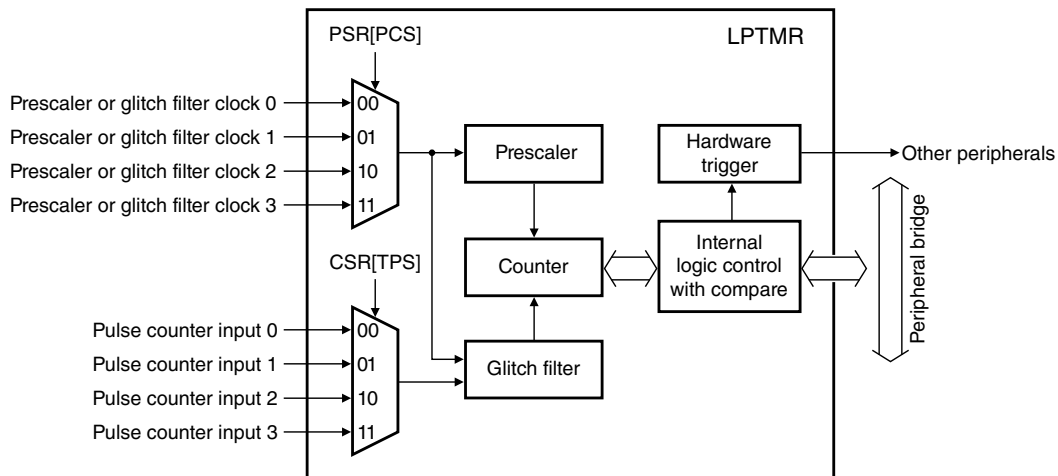 PSR[PCS]
LPTMR
Prescaler or glitch filter clock 0
00
Prescaler or glitch filter clock 1
01
Prescaler or glitch filter clock 2
10
Prescaler or glitch filter clock 3
11
Prescaler
Hardware
trigger
Other peripherals
CSR[TPS]
Counter
Internal
logic control
with compare
Peripheral bridge
Pulse counter input 0
00
Pulse counter input 1
01
Pulse counter input 2
10
Pulse counter input 3
11
Glitch filter